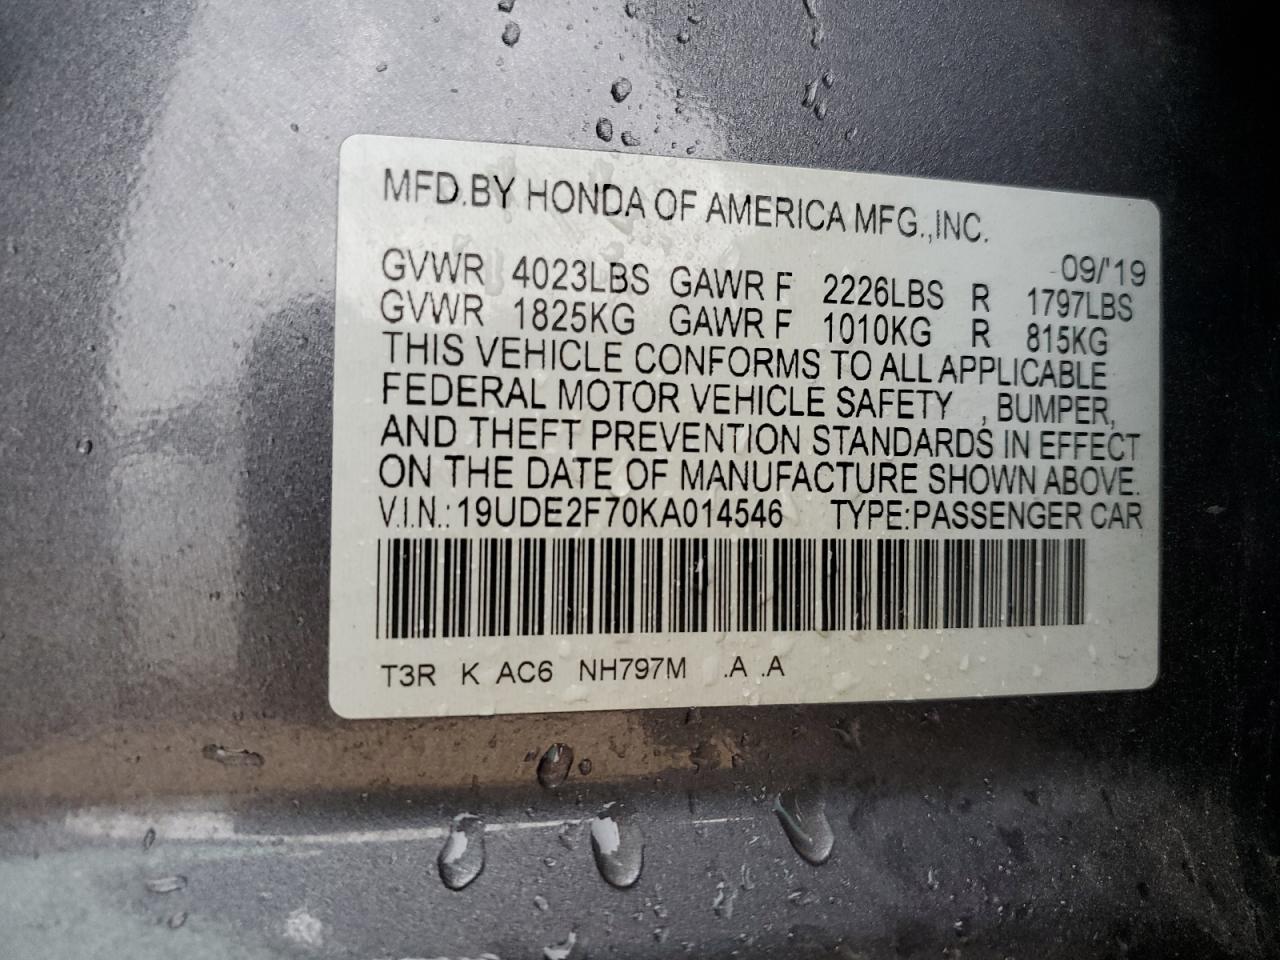 MFD.BY HONDA OF AMERICA MFG.,INC.
09/'19
GVWR 4023LBS GAWR F 2226LBS R 1797LBS
GVWR 1825KG GAWR F 1010KG R 815KG
THIS VEHICLE CONFORMS TO ALL APPLICABLE
FEDERAL MOTOR VEHICLE SAFETY , BUMPER,
AND THEFT PREVENTION STANDARDS IN EFFECT
ON THE DATE OF MANUFACTURE SHOWN ABOVE.
V.I.N.: 19UDE2F70KA014546 TYPE:PASSENGER CAR
T3R K AC6 NH797M .A .A